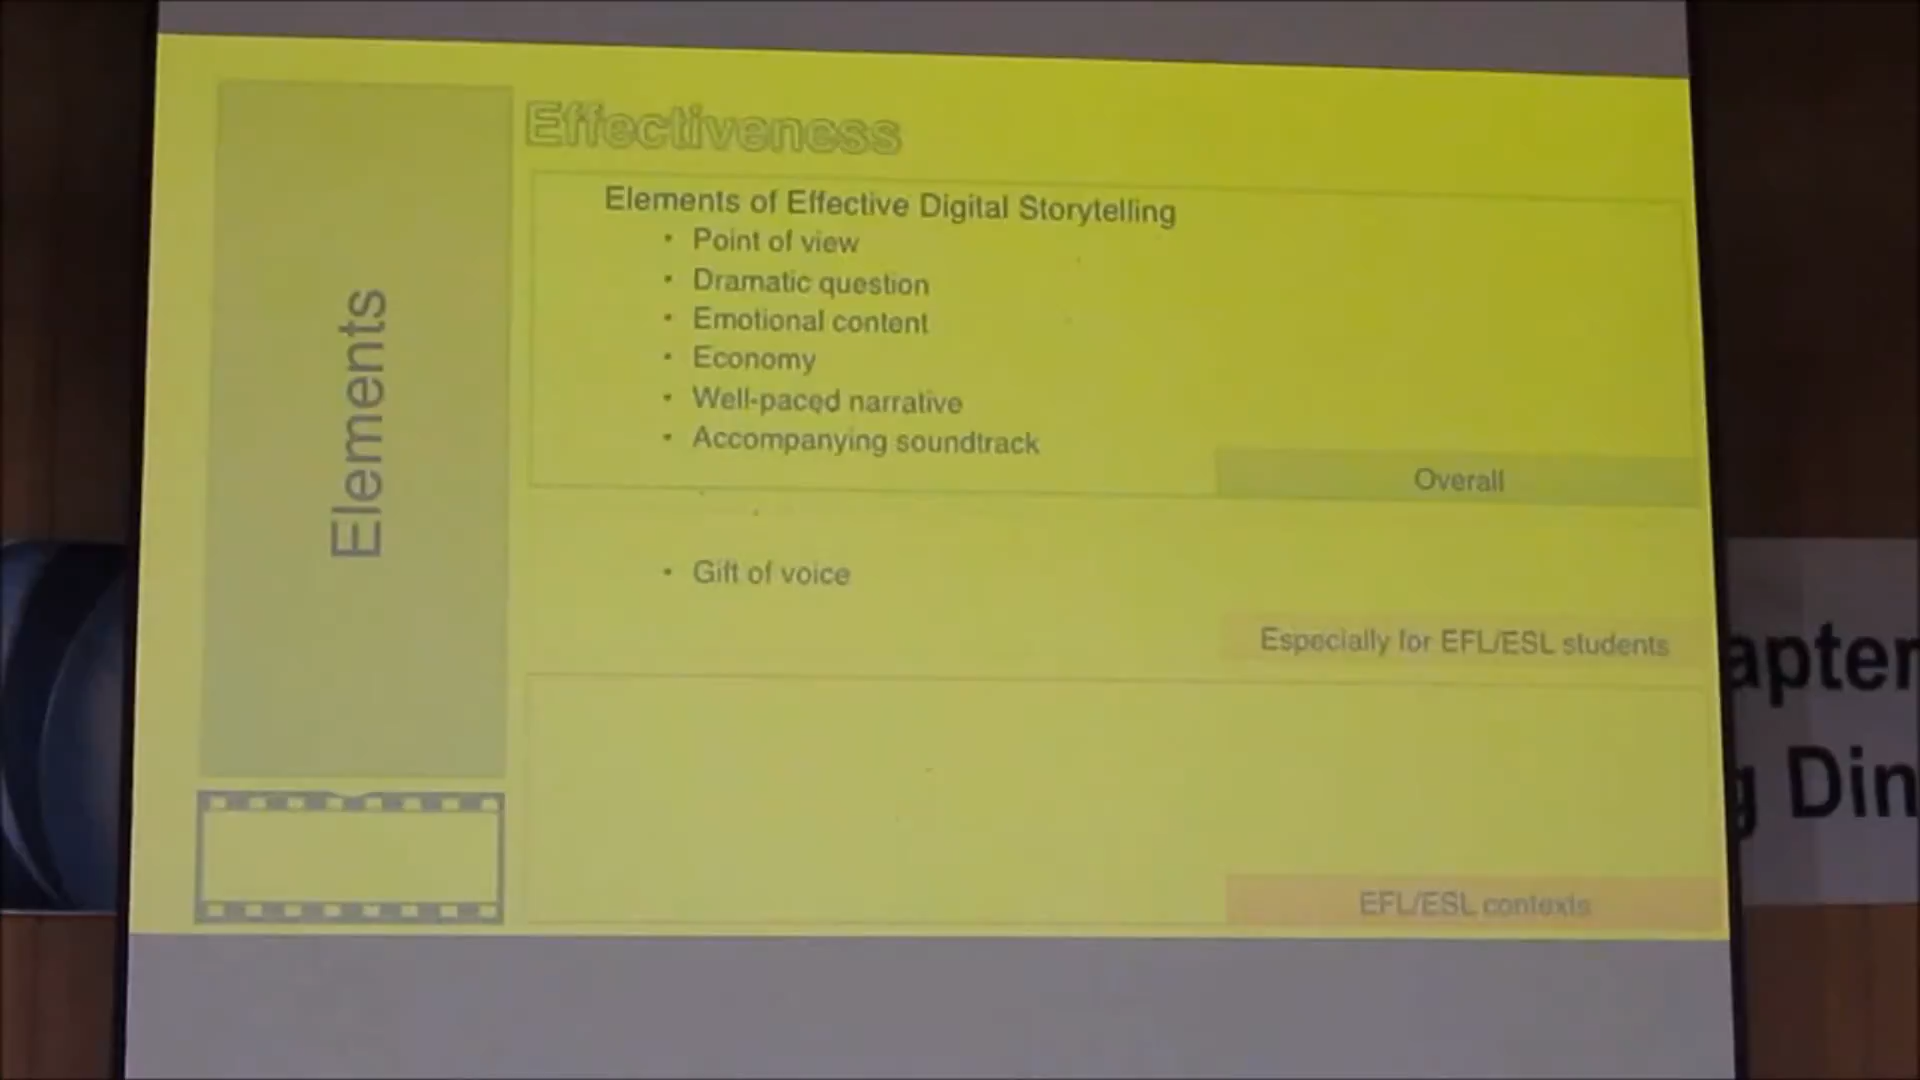 Effectiveness
Elements
Elements of Effective Digital Storytelling
• Point of view
• Dramatic question
• Emotional content
• Economy
• Well-paced narrative
• Accompanying soundtrack
Overall
• Gift of voice
Especially for EFL/ESL students
EFL/ESL contexts
apter
g Din